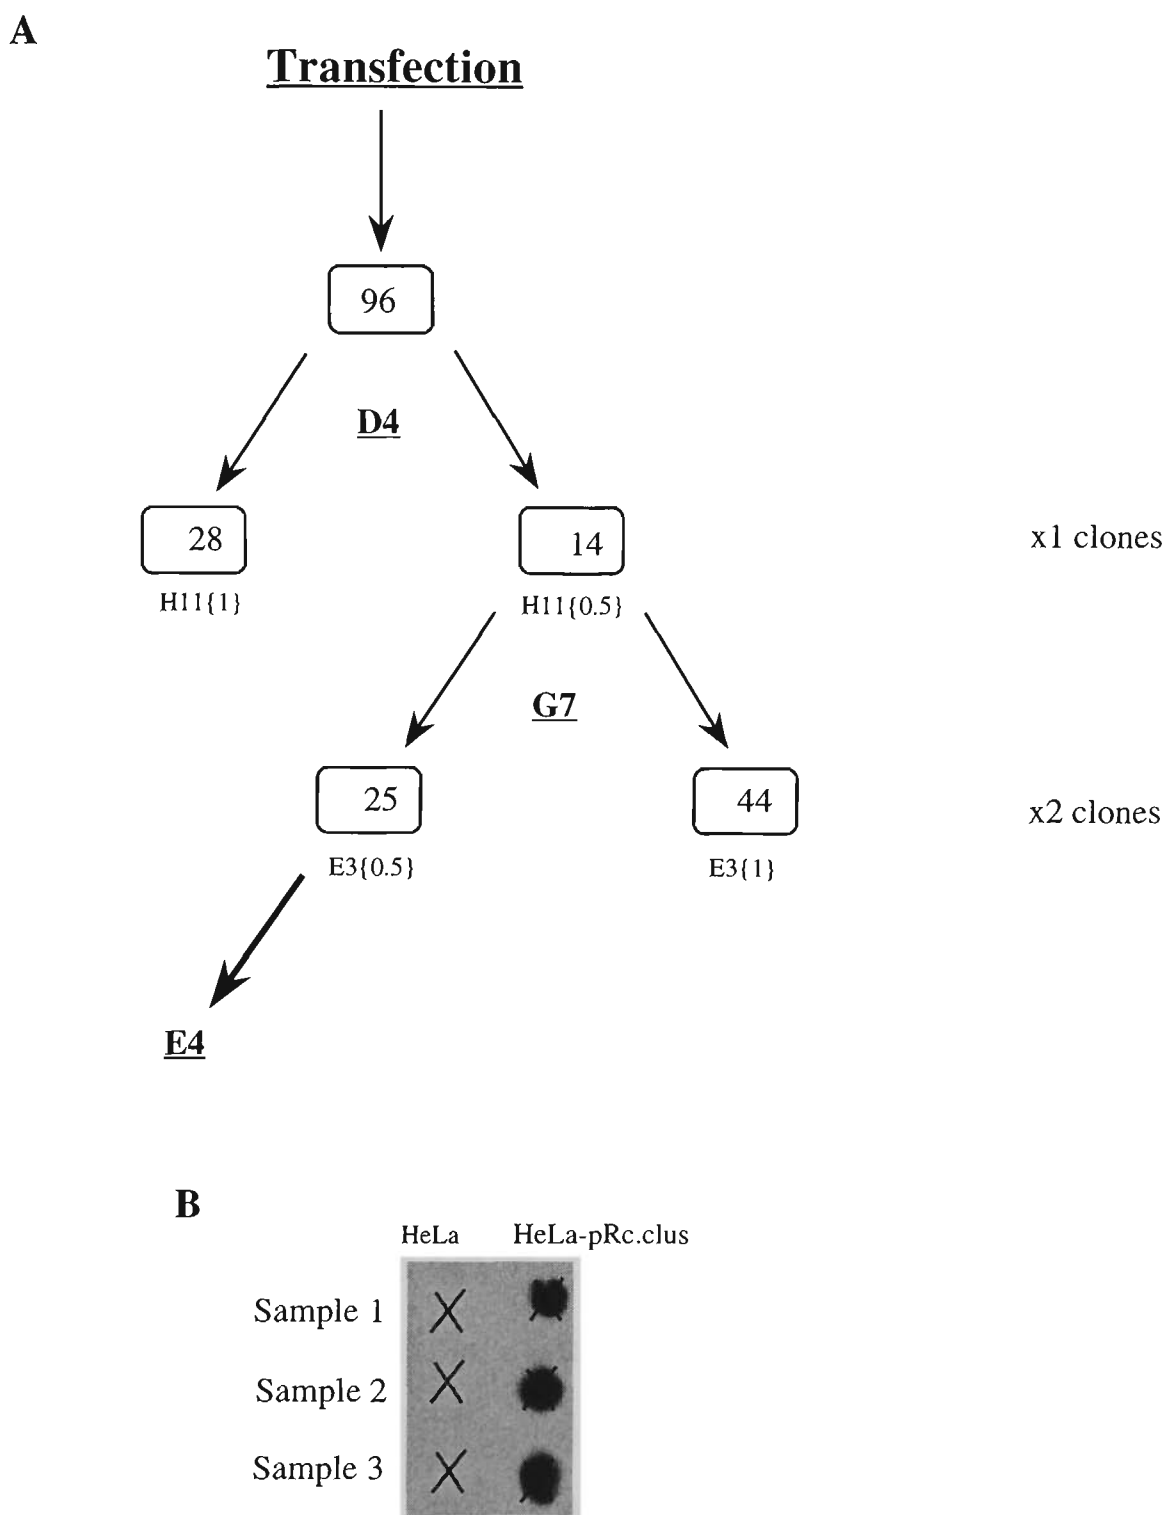 A
Transfection
96
D4
28
14
x1 clones
H11{1}
H11{0.5}
G7
25
44
x2 clones
E3{0.5}
E3{1}
E4
B
HeLa
HeLa-pRc.clus
Sample 1
Sample 2
Sample 3